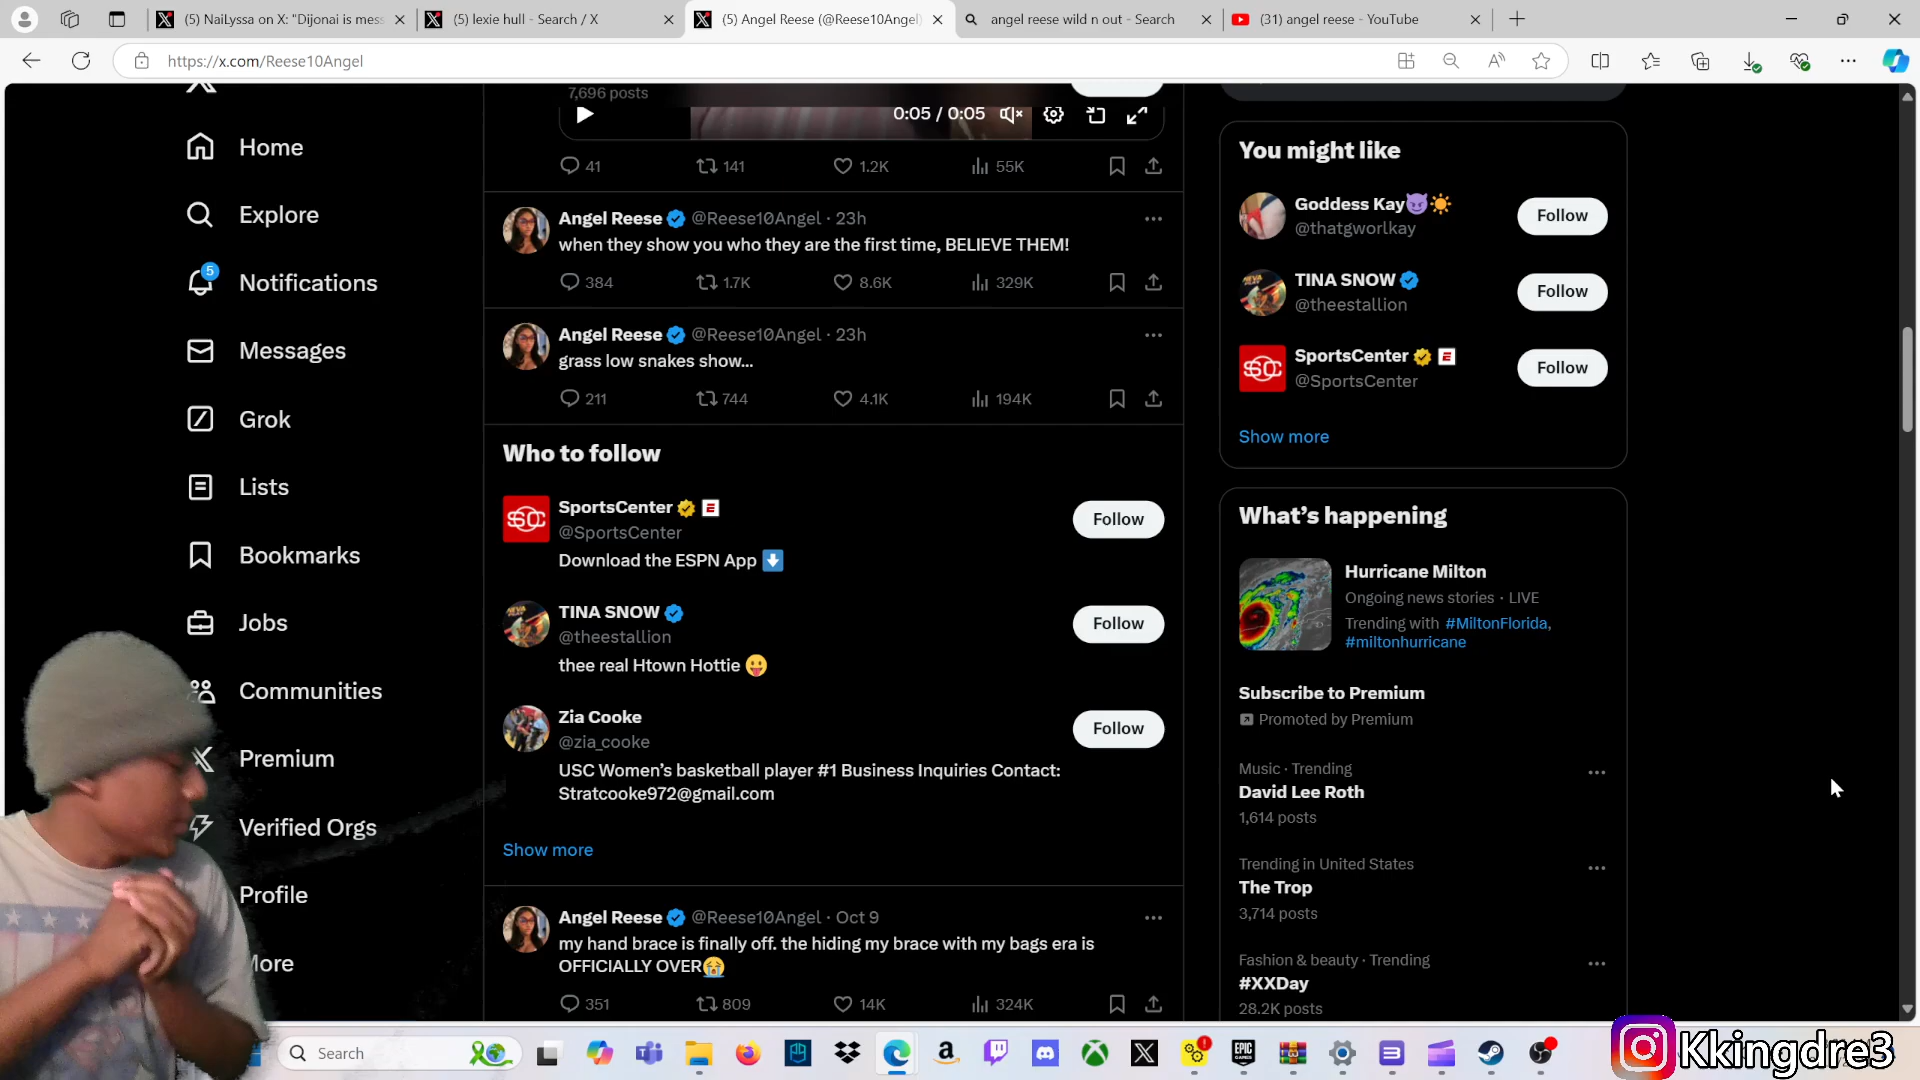 (5) NaiLyssa on X: "Dijonai is mess
(5) lexie hull - Search / X
(5) Angel Reese (@Reese10Angel)
angel reese wild n out - Search
(31) angel reese - YouTube
https://x.com/Reese10Angel
Home
Explore
5
Notifications
Messages
Grok
Lists
Bookmarks
Jobs
Communities
Premium
Verified Orgs
Profile
More
7,696 posts
0:05 / 0:05
41 141 1.2K 55K
Angel Reese @Reese10Angel · 23h
when they show you who they are the first time, BELIEVE THEM!
384 1.7K 8.6K 329K
Angel Reese @Reese10Angel · 23h
grass low snakes show...
211 744 4.1K 194K
Who to follow
SportsCenter
@SportsCenter
Download the ESPN App
Follow
TINA SNOW
@theestallion
thee real Htown Hottie
Follow
Zia Cooke
@zia_cooke
USC Women's basketball player #1 Business Inquiries Contact:
Stratcooke972@gmail.com
Follow
Show more
Angel Reese @Reese10Angel · Oct 9
my hand brace is finally off. the hiding my brace with my bags era is
OFFICIALLY OVER😭
351 809 14K 324K
You might like
Goddess Kay😈☀️
@thatgworlkay
Follow
TINA SNOW
@theestallion
Follow
SportsCenter
@SportsCenter
Follow
Show more
What's happening
Hurricane Milton
Ongoing news stories · LIVE
Trending with #MiltonFlorida,
#miltonhurricane
Subscribe to Premium
Promoted by Premium
Music · Trending
David Lee Roth
1,614 posts
Trending in United States
The Trop
3,714 posts
Fashion & beauty · Trending
#XXDay
28.2K posts
Search
Kkingdre3